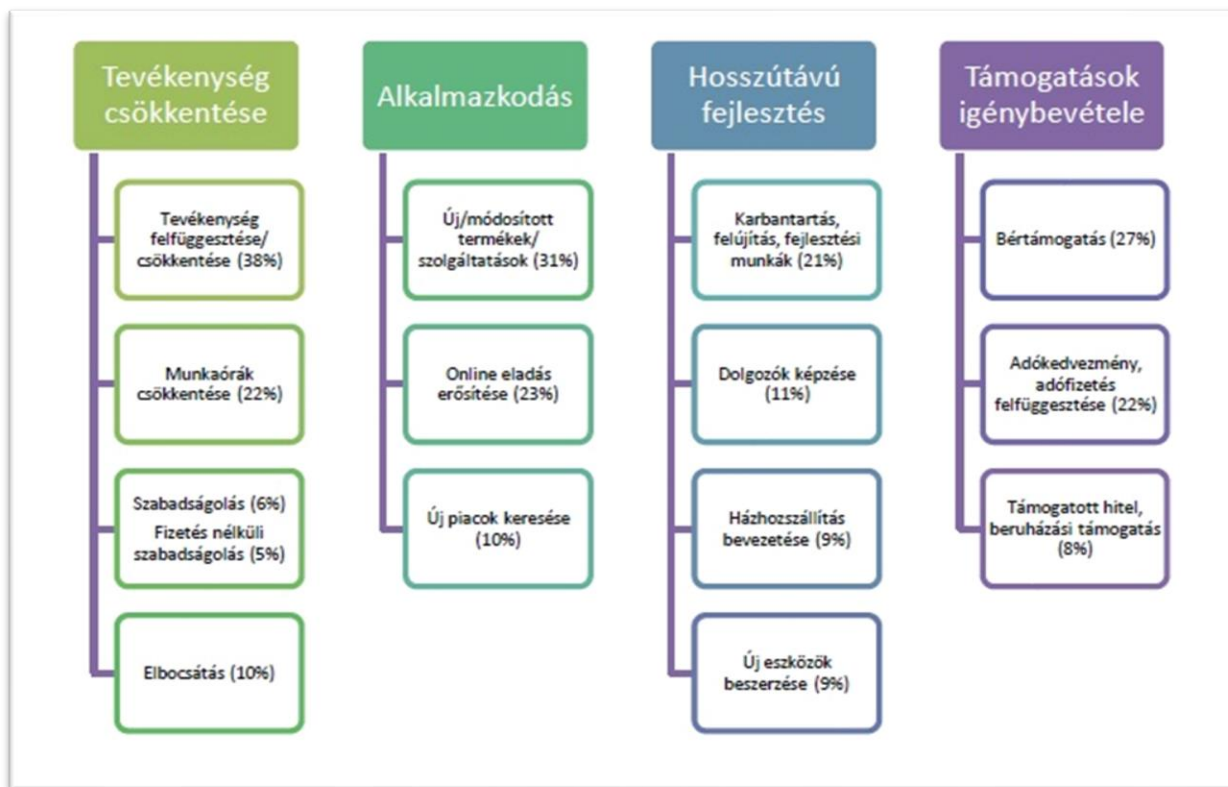 Tevékenység
csökkentése
Tevékenység
felfüggesztése/
csökkentése (38%)
Munkaórák
csökkentése (22%)
Szabadságolás (6%)
Fizetés nélküli
szabadságolás (5%)
Elbocsátás (10%)
Alkalmazkodás
Új/módosított
termékek/
szolgáltatások (31%)
Online eladás
erősítése (23%)
Új piacok keresése
(10%)
Hosszútávú
fejlesztés
Karbantartás,
felújítás, fejlesztési
munkák (21%)
Dolgozók képzése
(11%)
Házhozszállítás
bevezetése (9%)
Új eszközök
beszerzése (9%)
Támogatások
igénybevétele
Bértámogatás (27%)
Adókedvezmény,
adófizetés
felfüggesztése (22%)
Támogatott hitel,
beruházási támogatás
(8%)